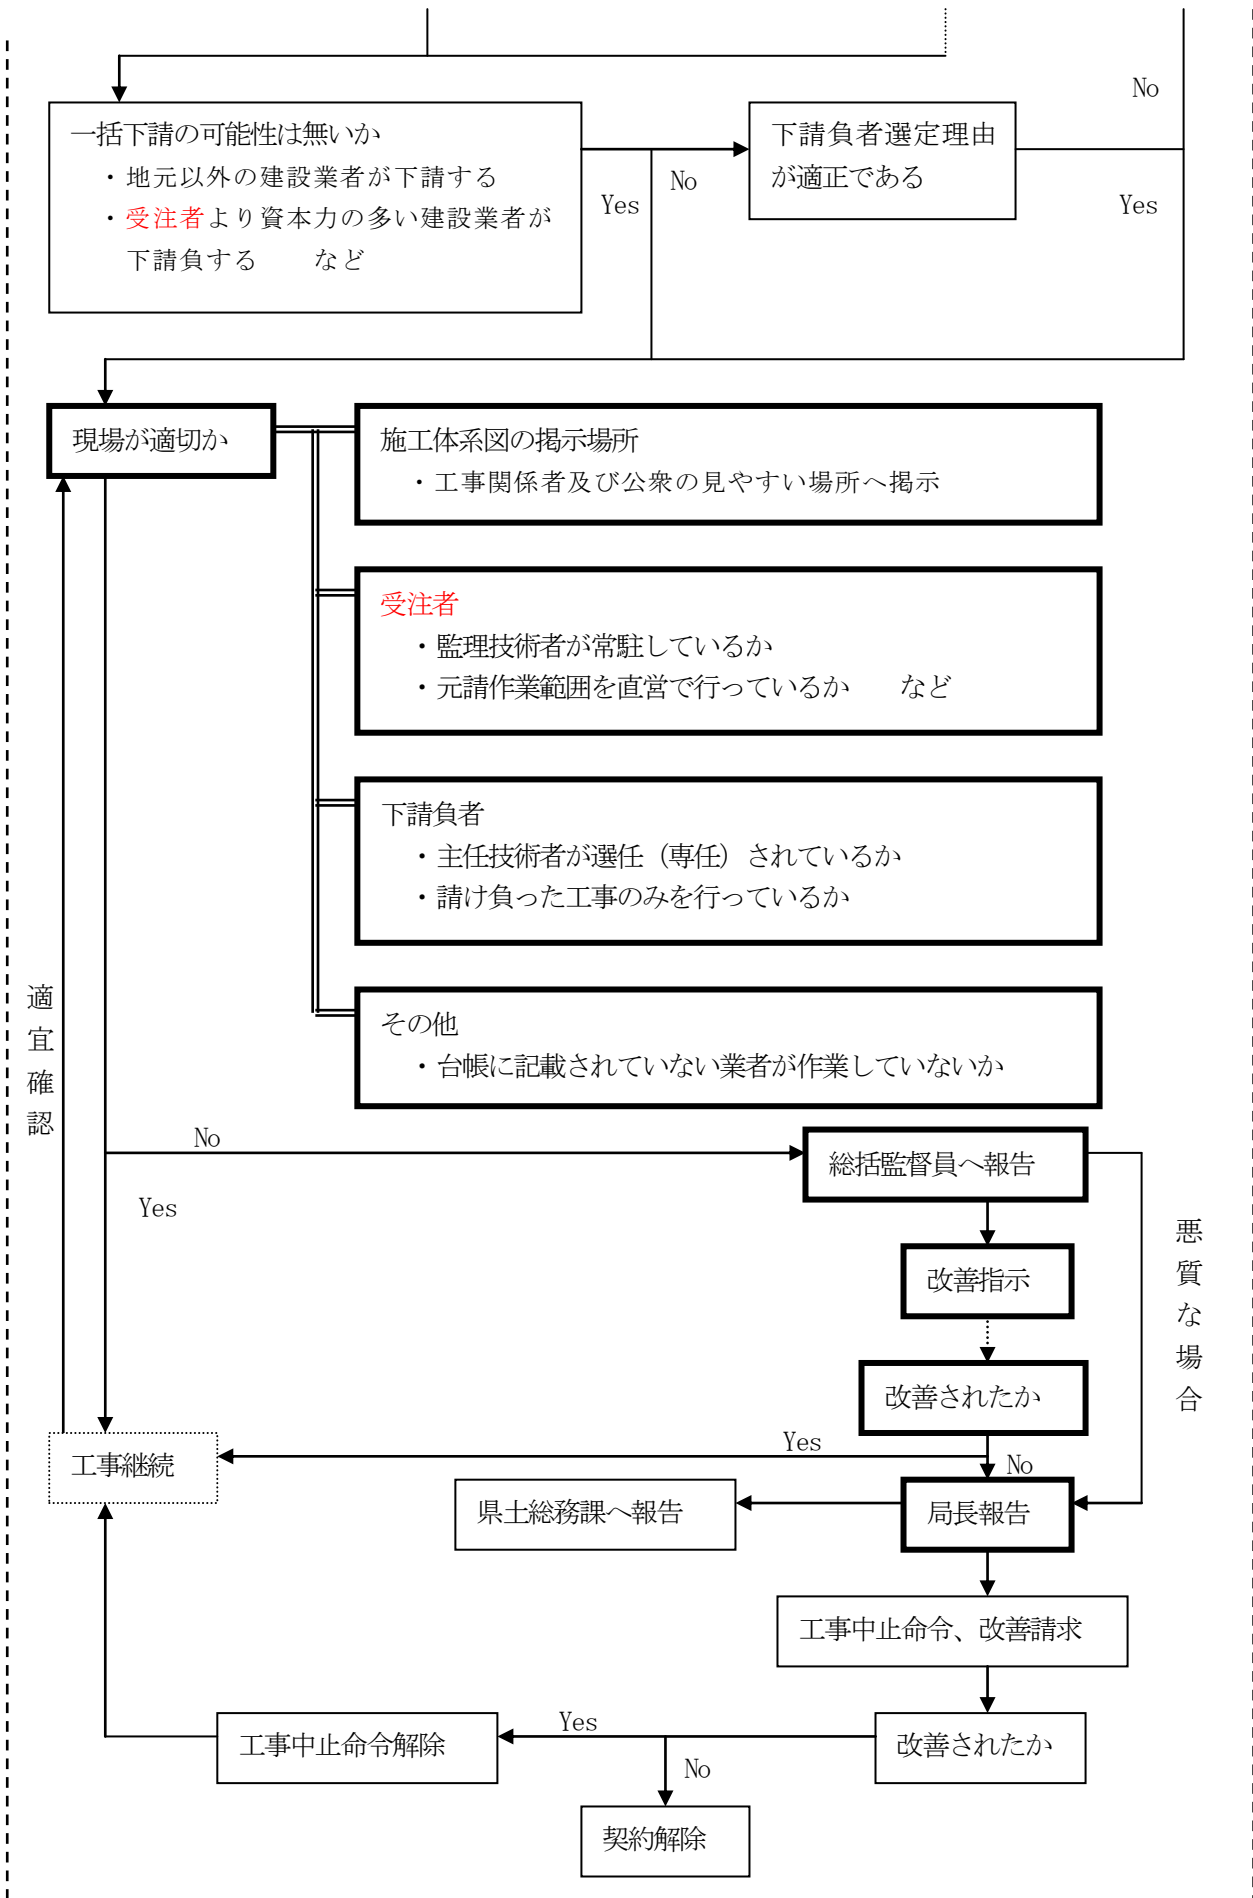 No
一括下請の可能性は無いか
・地元以外の建設業者が下請する
・受注者より資本力の多い建設業者が
下請負する　　など
Yes
No
下請負者選定理由
が適正である
Yes
現場が適切か
施工体系図の掲示場所
・工事関係者及び公衆の見やすい場所へ掲示
受注者
・監理技術者が常駐しているか
・元請作業範囲を直営で行っているか　　など
下請負者
・主任技術者が選任（専任）されているか
・請け負った工事のみを行っているか
その他
・台帳に記載されていない業者が作業していないか
適宜確認
No
Yes
総括監督員へ報告
悪質な場合
改善指示
改善されたか
Yes
No
工事継続
県土総務課へ報告
局長報告
工事中止命令、改善請求
工事中止命令解除
Yes
改善されたか
No
契約解除